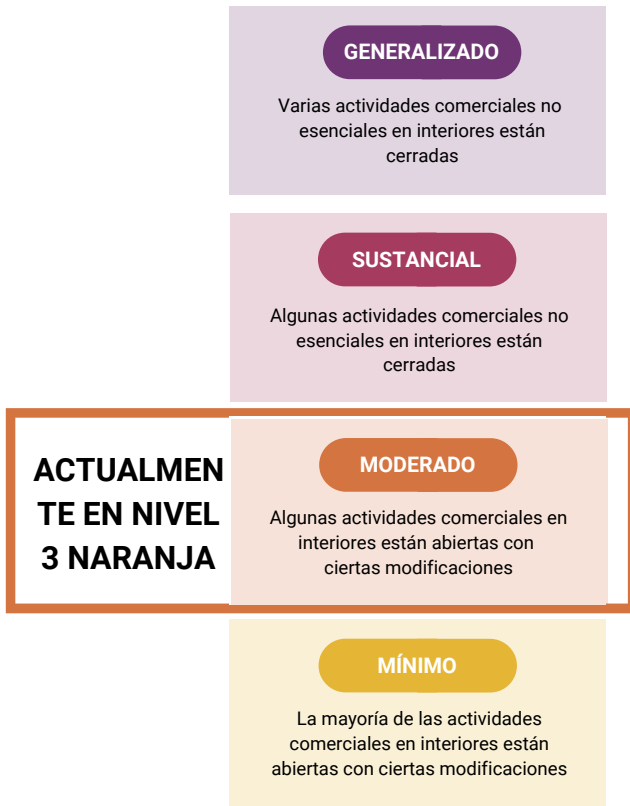 GENERALIZADO
Varias actividades comerciales no
esenciales en interiores están
cerradas
SUSTANCIAL
Algunas actividades comerciales no
esenciales en interiores están
cerradas
ACTUALMEN
TE EN NIVEL
3 NARANJA
MODERADO
Algunas actividades comerciales en
interiores están abiertas con
ciertas modificaciones
MÍNIMO
La mayoría de las actividades
comerciales en interiores están
abiertas con ciertas modificaciones